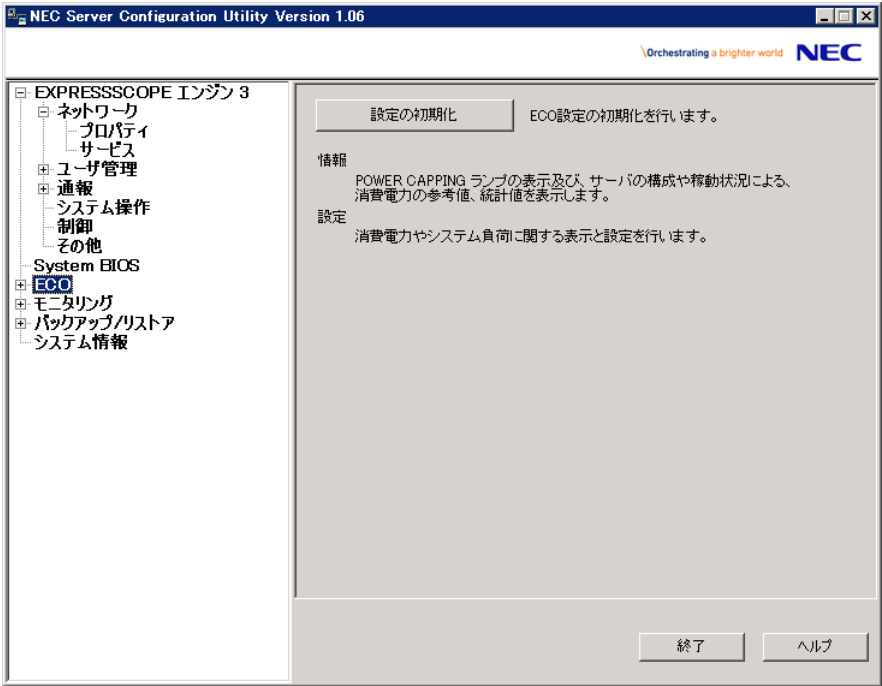 NEC Server Configuration Utility Version 1.06
\Orchestrating a brighter world NEC
EXPRESSSCOPE エンジン 3
ネットワーク
プロパティ
サービス
ユーザ管理
通報
システム操作
制御
その他
System BIOS
ECO
モニタリング
バックアップ/リストア
システム情報
設定の初期化 ECO設定の初期化を行います。
情報
POWER CAPPING ランプの表示及び、サーバの構成や稼動状況による、
消費電力の参考値、統計値を表示します。
設定
消費電力やシステム負荷に関する表示と設定を行います。
終了 ヘルプ